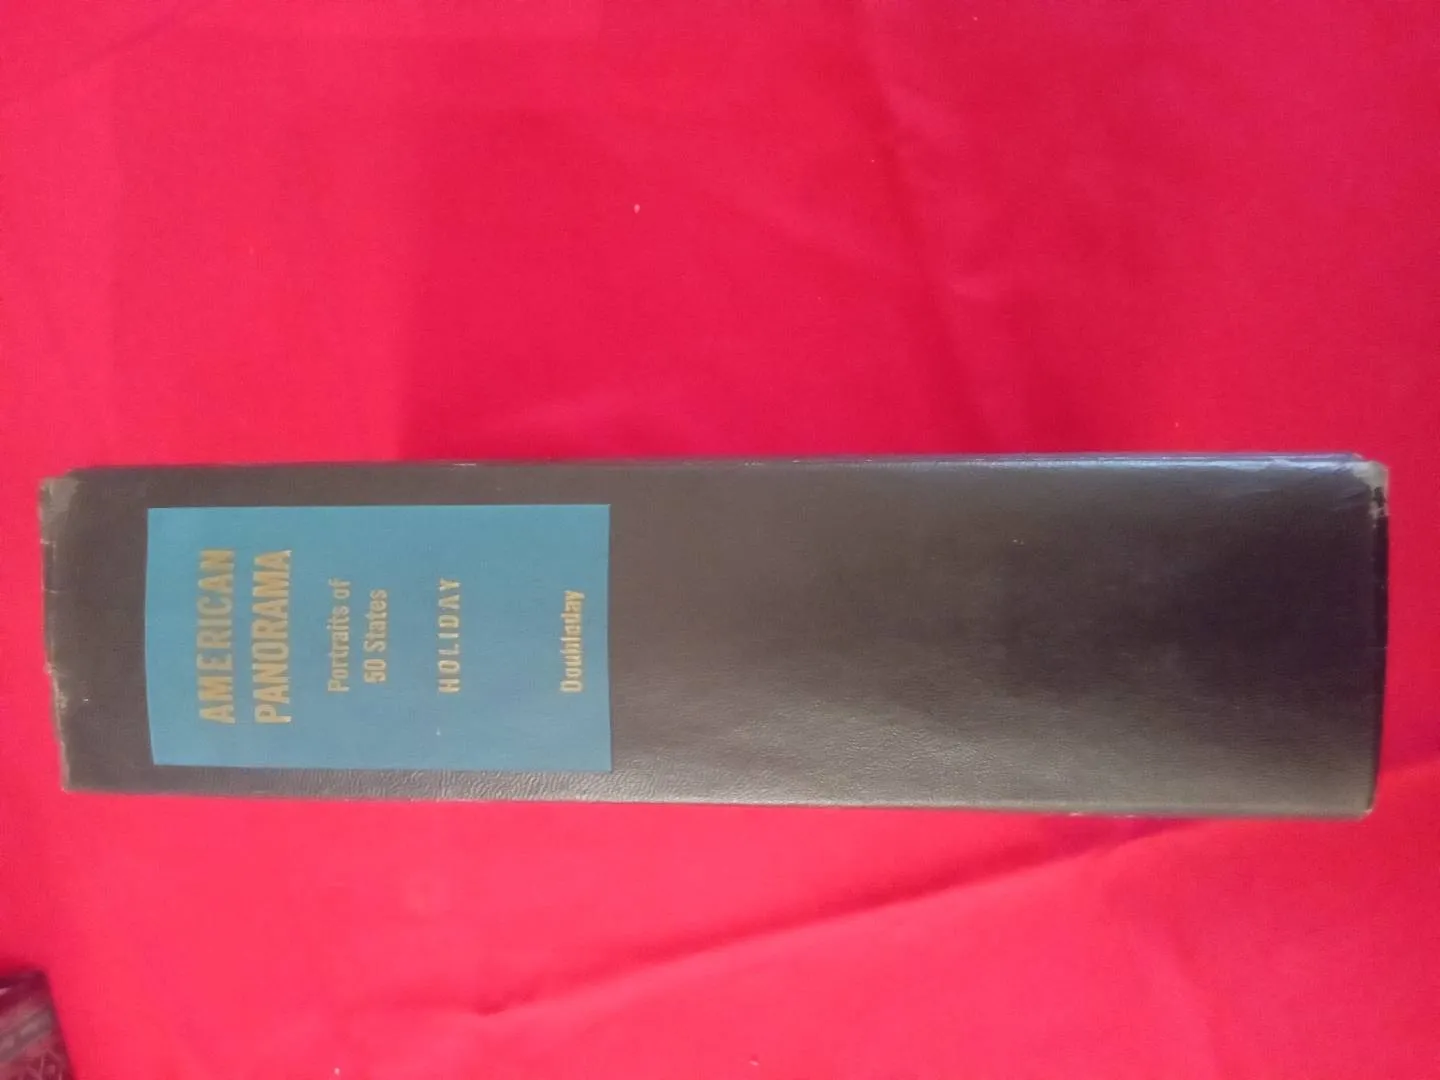 AMERICAN
PANORAMA
Portraits of
50 States
HOLIDAY
Doubleday